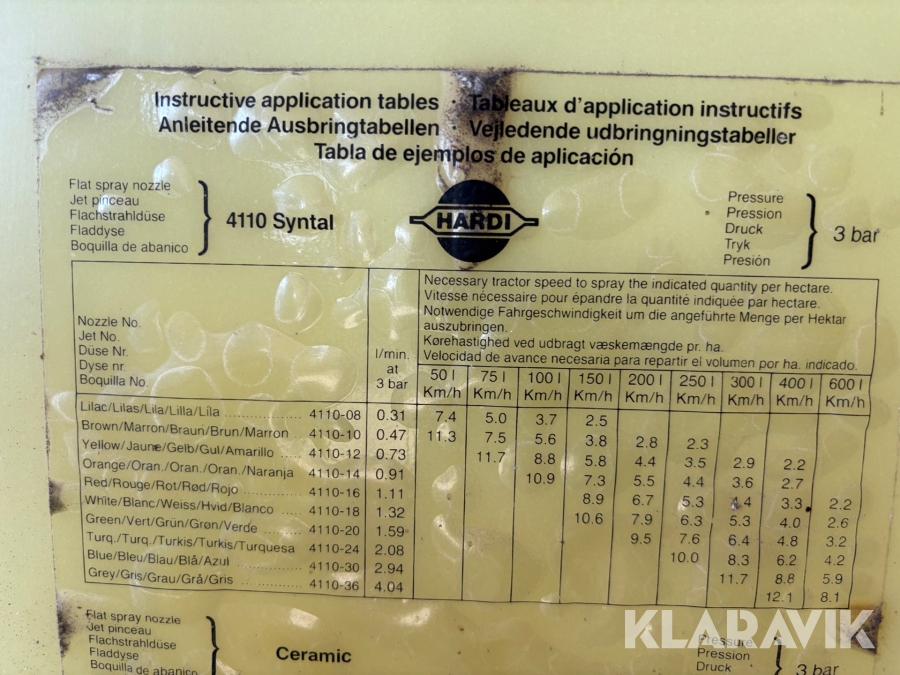 Instructive application tables · Tableaux d'application instructifs
Anleitende Ausbringtabellen · Vejledende udbringningstabeller
Tabla de ejemplos de aplicación
Flat spray nozzle
Jet pinceau
Flachstrahldüse
Fladdyse
Boquilla de abanico
4110 Syntal
HARDI
Pressure
Pression
Druck
Tryk
Presión
3 bar
Nozzle No.
Jet No.
Düse Nr.
Dyse nr.
Boquilla No.
l/min.
at
3 bar
Necessary tractor speed to spray the indicated quantity per hectare.
Vitesse nécessaire pour épandre la quantité indiquée par hectare.
Notwendige Fahrgeschwindigkeit um die angeführte Menge per Hektar
auszubringen.
Kørehastighed ved udbragt væskemængde pr. ha.
Velocidad de avance necesaria para repartir el volumen por ha. indicado.
50 l 75 l 100 l 150 l 200 l 250 l 300 l 400 l 600 l
Km/h Km/h Km/h Km/h Km/h Km/h Km/h Km/h Km/h
Lilac/Lilas/Lila/Lilla/Líla 4110-08 0.31 7.4 5.0 3.7 2.5
Brown/Marron/Braun/Brun/Marron 4110-10 0.47 11.3 7.5 5.6 3.8 2.8 2.3
Yellow/Jaune/Gelb/Gul/Amarillo 4110-12 0.73 11.7 8.8 5.8 4.4 3.5 2.9 2.2
Orange/Oran./Oran./Oran./Naranja 4110-14 0.91 10.9 7.3 5.5 4.4 3.6 2.7
Red/Rouge/Rot/Rød/Rojo 4110-16 1.11 8.9 6.7 5.3 4.4 3.3 2.2
White/Blanc/Weiss/Hvid/Blanco 4110-18 1.32 10.6 7.9 6.3 5.3 4.0 2.6
Green/Vert/Grün/Grøn/Verde 4110-20 1.59 9.5 7.6 6.4 4.8 3.2
Turq./Turq./Turkis/Turkis/Turquesa 4110-24 2.08 10.0 8.3 6.2 4.2
Blue/Bleu/Blau/Blå/Azul 4110-30 2.94 11.7 8.8 5.9
Grey/Gris/Grau/Grå/Gris 4110-36 4.04 12.1 8.1
Flat spray nozzle
Jet pinceau
Flachstrahldüse
Fladdyse
Boquilla de abanico
Ceramic
Pressure
Pression
Druck
3 bar
KLARAVIK